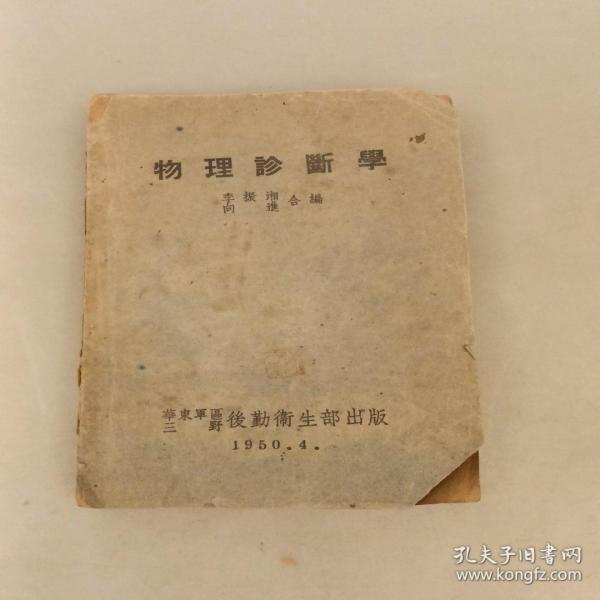 物理診斷學
李振湘
向進 合編
華東軍區
三野 後勤衞生部出版
1950.4.
孔夫子旧书网
www.kongfz.com